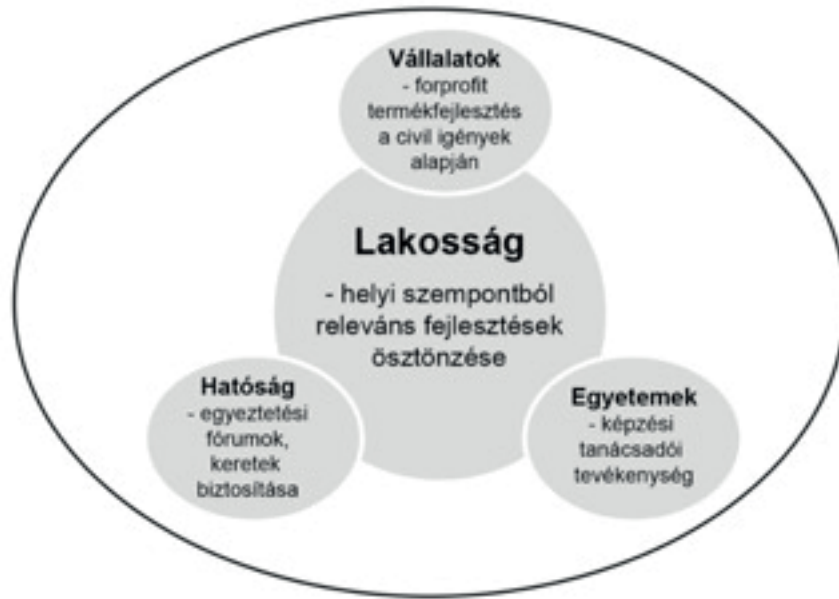 Vállalatok
- forprofit
termékfejlesztés
a civil igények
alapján
Lakosság
- helyi szempontból
releváns fejlesztések
ösztönzése
Hatóság
- egyeztetési
fórumok,
keretek
biztosítása
Egyetemek
- képzési
tanácsadói
tevékenység